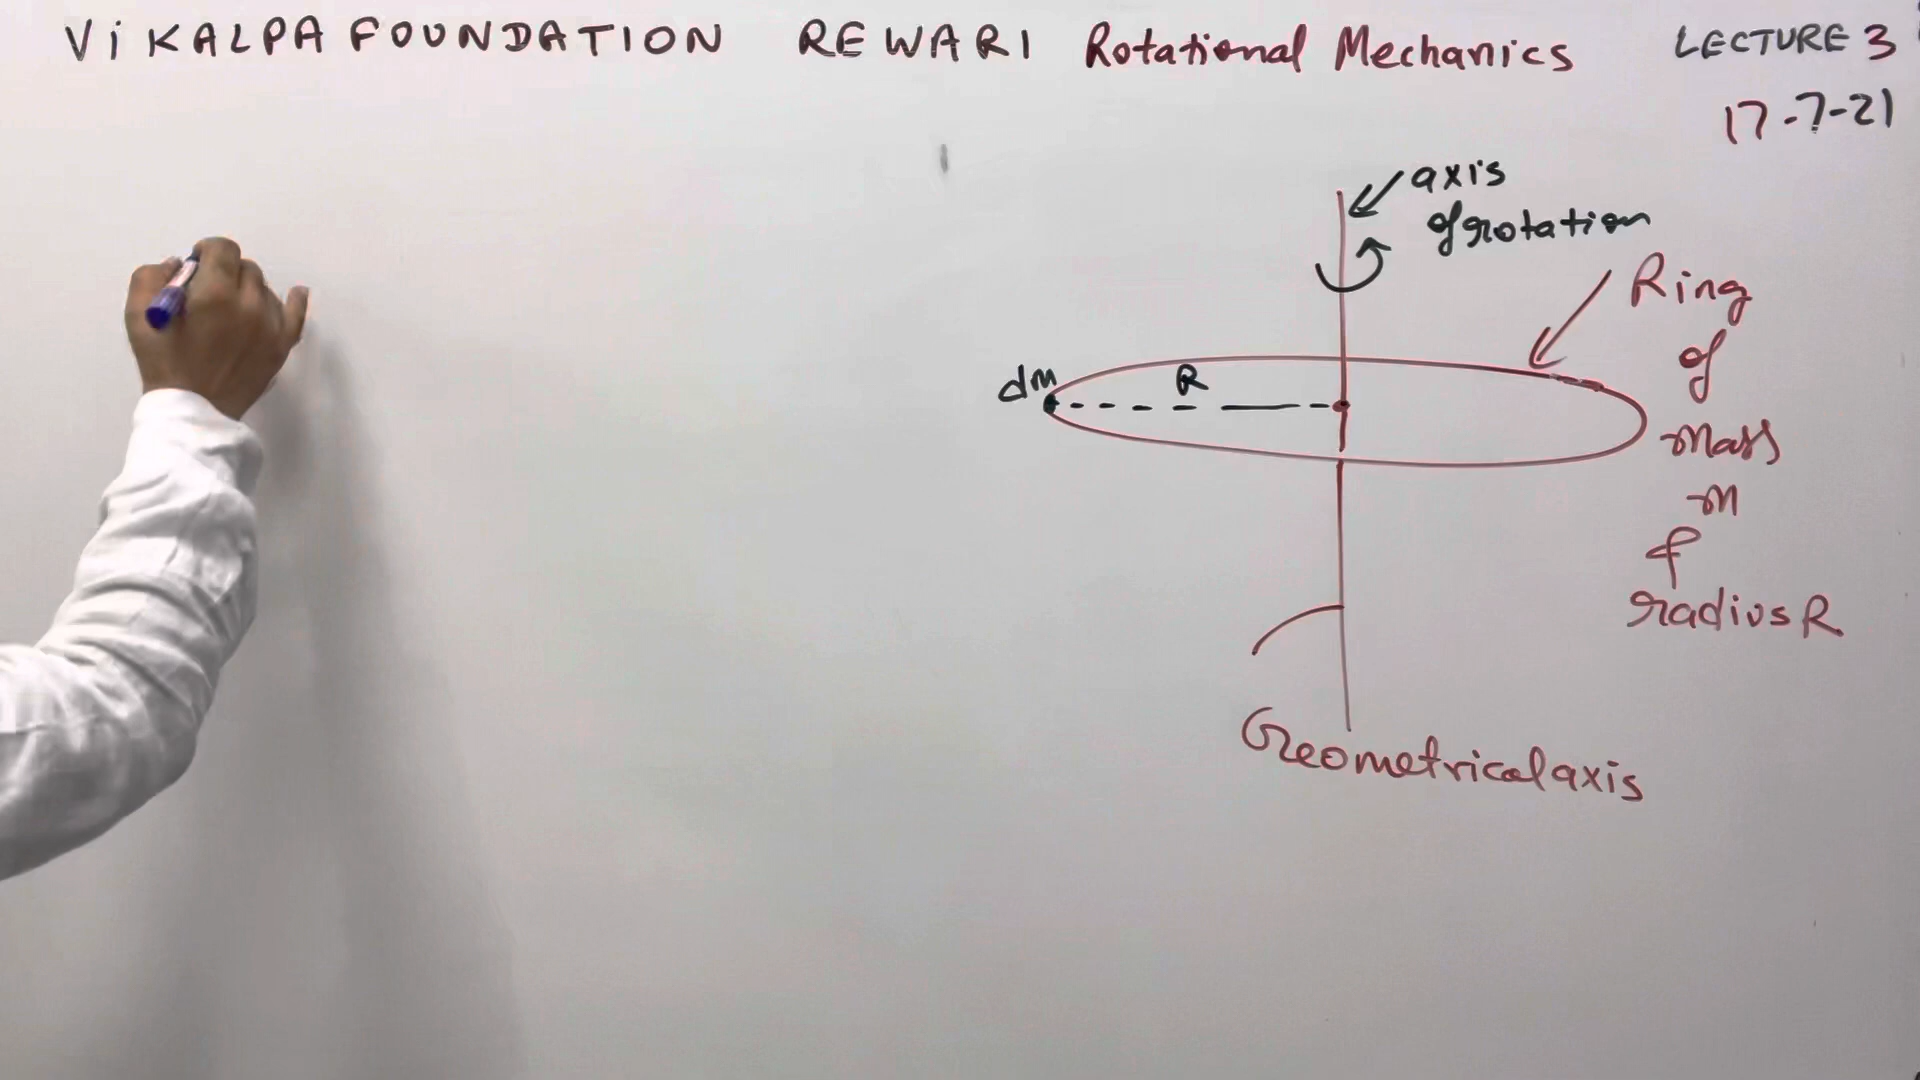 ViKALPA FOUNDATION REWARI Rotational Mechanics LECTURE 3
17-7-21
axis
of rotation
Ring
of
mass
m
&
radius R
dm
R
Geometrical axis